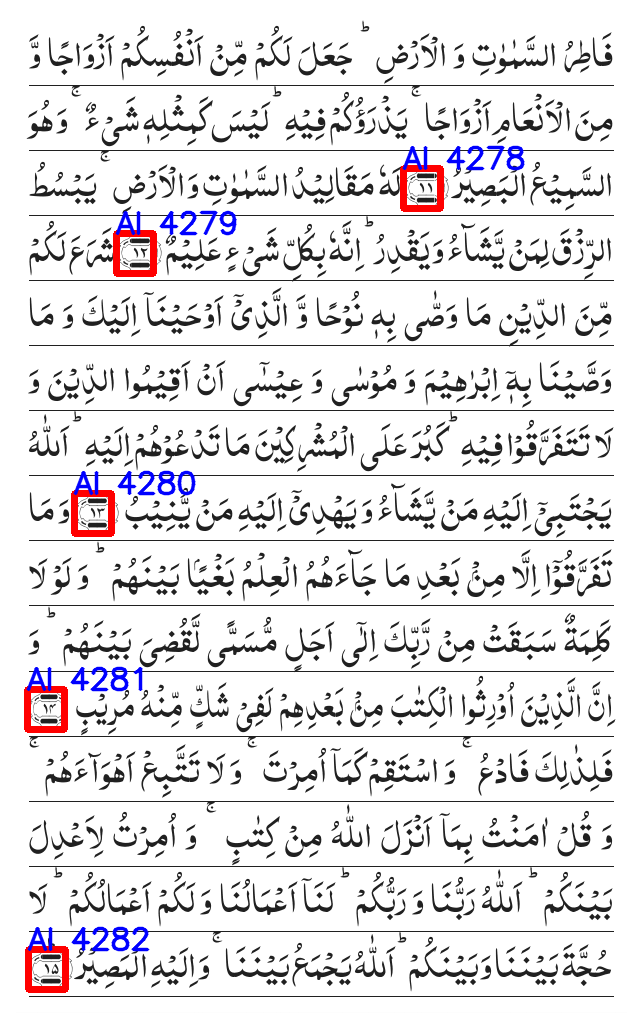 فَاطِرُ السَّمٰوٰتِ وَ الْاَرْضِ ؕ جَعَلَ لَكُمْ مِّنْ اَنْفُسِكُمْ اَزْوَاجًا وَّ
مِنَ الْاَنْعَامِ اَزْوَاجًا ۚ يَذْرَؤُكُمْ فِيْهِ ؕ لَيْسَ كَمِثْلِهٖ شَیْءٌ ۚ وَ هُوَ
AI 4278
السَّمِيْعُ الْبَصِيْرُ ۱۱ لَهٗ مَقَالِيْدُ السَّمٰوٰتِ وَ الْاَرْضِ ۚ يَبْسُطُ
AI 4279
الرِّزْقَ لِمَنْ يَّشَآءُ وَ يَقْدِرُ ؕ اِنَّهٗ بِكُلِّ شَیْءٍ عَلِيْمٌ ۱۲ شَرَعَ لَكُمْ
مِّنَ الدِّيْنِ مَا وَصّٰى بِهٖ نُوْحًا وَّ الَّذِیْۤ اَوْحَيْنَاۤ اِلَيْكَ وَ مَا
وَصَّيْنَا بِهٖۤ اِبْرٰهِيْمَ وَ مُوْسٰى وَ عِيْسٰۤى اَنْ اَقِيْمُوا الدِّيْنَ وَ
لَا تَتَفَرَّقُوْا فِيْهِ ؕ كَبُرَ عَلَى الْمُشْرِكِيْنَ مَا تَدْعُوْهُمْ اِلَيْهِ ؕ اَللّٰهُ
AI 4280
يَجْتَبِیْۤ اِلَيْهِ مَنْ يَّشَآءُ وَ يَهْدِیْۤ اِلَيْهِ مَنْ يُّنِيْبُ ۱۳ وَ مَا
تَفَرَّقُوْۤا اِلَّا مِنْۢ بَعْدِ مَا جَآءَهُمُ الْعِلْمُ بَغْيًۢا بَيْنَهُمْ ؕ وَ لَوْ لَا
كَلِمَةٌ سَبَقَتْ مِنْ رَّبِّكَ اِلٰۤى اَجَلٍ مُّسَمًّى لَّقُضِیَ بَيْنَهُمْ ؕ وَ
AI 4281
اِنَّ الَّذِيْنَ اُوْرِثُوا الْكِتٰبَ مِنْۢ بَعْدِهِمْ لَفِیْ شَكٍّ مِّنْهُ مُرِيْبٍ ۱۴
فَلِذٰلِكَ فَادْعُ ۚ وَ اسْتَقِمْ كَمَاۤ اُمِرْتَ ۚ وَ لَا تَتَّبِعْ اَهْوَآءَهُمْ ۚ
وَ قُلْ اٰمَنْتُ بِمَاۤ اَنْزَلَ اللّٰهُ مِنْ كِتٰبٍ ۚ وَ اُمِرْتُ لِاَعْدِلَ
بَيْنَكُمْ ؕ اَللّٰهُ رَبُّنَا وَ رَبُّكُمْ ؕ لَنَاۤ اَعْمَالُنَا وَ لَكُمْ اَعْمَالُكُمْ ؕ لَا
AI 4282
حُجَّةَ بَيْنَنَا وَ بَيْنَكُمْ ؕ اَللّٰهُ يَجْمَعُ بَيْنَنَا ۚ وَ اِلَيْهِ الْمَصِيْرُ ۱۵